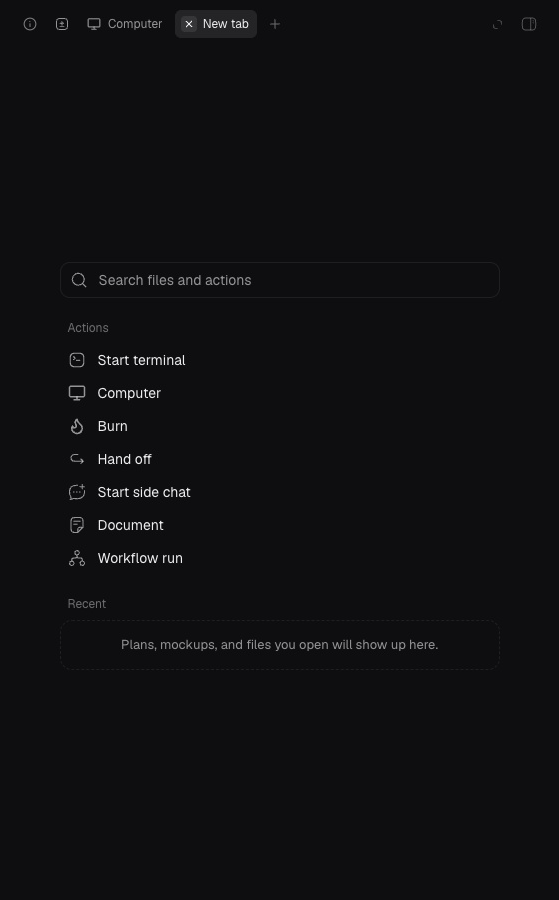 Computer
New tab
Search files and actions
Actions
Start terminal
Computer
Burn
Hand off
Start side chat
Document
Workflow run
Recent
Plans, mockups, and files you open will show up here.